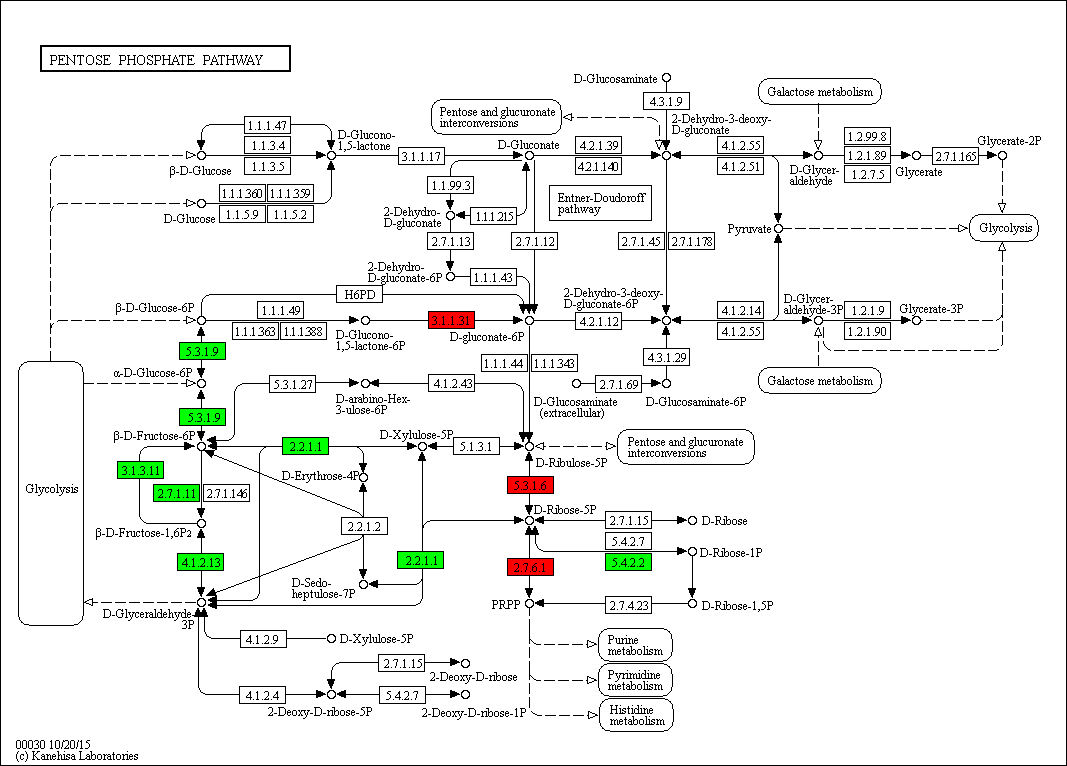 PENTOSE PHOSPHATE PATHWAY
D-Glucosaminate
4.3.1.9
Galactose metabolism
Pentose and glucuronate
interconversions
2-Dehydro-3-deoxy-
D-gluconate
1.1.1.47
D-Glucono-
1,5-lactone
1.1.3.4
1.1.3.5
β-D-Glucose
3.1.1.17
D-Gluconate
4.2.1.39
4.2.1.140
4.1.2.55
4.1.2.51
D-Glycer-
aldehyde
1.2.99.8
1.2.1.89
1.2.7.5
Glycerate
2.7.1.165
Glycerate-2P
1.1.1.360
1.1.1.359
1.1.5.9
1.1.5.2
D-Glucose
1.1.99.3
2-Dehydro-
D-gluconate
1.1.1.215
Entner-Doudoroff
pathway
Pyruvate
Glycolysis
2.7.1.13
2.7.1.12
2.7.1.45
2.7.1.178
2-Dehydro-
D-gluconate-6P
1.1.1.43
H6PD
β-D-Glucose-6P
1.1.1.49
1.1.1.363
1.1.1.388
D-Glucono-
1,5-lactone-6P
3.1.1.31
D-gluconate-6P
2-Dehydro-3-deoxy-
D-gluconate-6P
4.2.1.12
4.1.2.14
4.1.2.55
D-Glycer-
aldehyde-3P
1.2.1.9
1.2.1.90
Glycerate-3P
5.3.1.9
1.1.1.44
1.1.1.343
4.3.1.29
α-D-Glucose-6P
5.3.1.27
D-arabino-Hex-
3-ulose-6P
4.1.2.43
D-Glucosaminate
(extracellular)
2.7.1.69
D-Glucosaminate-6P
Galactose metabolism
5.3.1.9
β-D-Fructose-6P
2.2.1.1
D-Xylulose-5P
5.1.3.1
D-Ribulose-5P
Pentose and glucuronate
interconversions
3.1.3.11
D-Erythrose-4P
Glycolysis
2.7.1.11
2.7.1.146
5.3.1.6
D-Ribose-5P
β-D-Fructose-1,6P2
2.2.1.2
2.7.1.15
D-Ribose
5.4.2.7
5.4.2.2
D-Ribose-1P
4.1.2.13
2.2.1.1
2.7.6.1
D-Sedo-
heptulose-7P
D-Glyceraldehyde-
3P
PRPP
2.7.4.23
D-Ribose-1,5P
4.1.2.9
D-Xylulose-5P
Purine
metabolism
2.7.1.15
2-Deoxy-D-ribose
Pyrimidine
metabolism
4.1.2.4
2-Deoxy-D-ribose-5P
5.4.2.7
2-Deoxy-D-ribose-1P
Histidine
metabolism
00030 10/20/15
(c) Kanehisa Laboratories